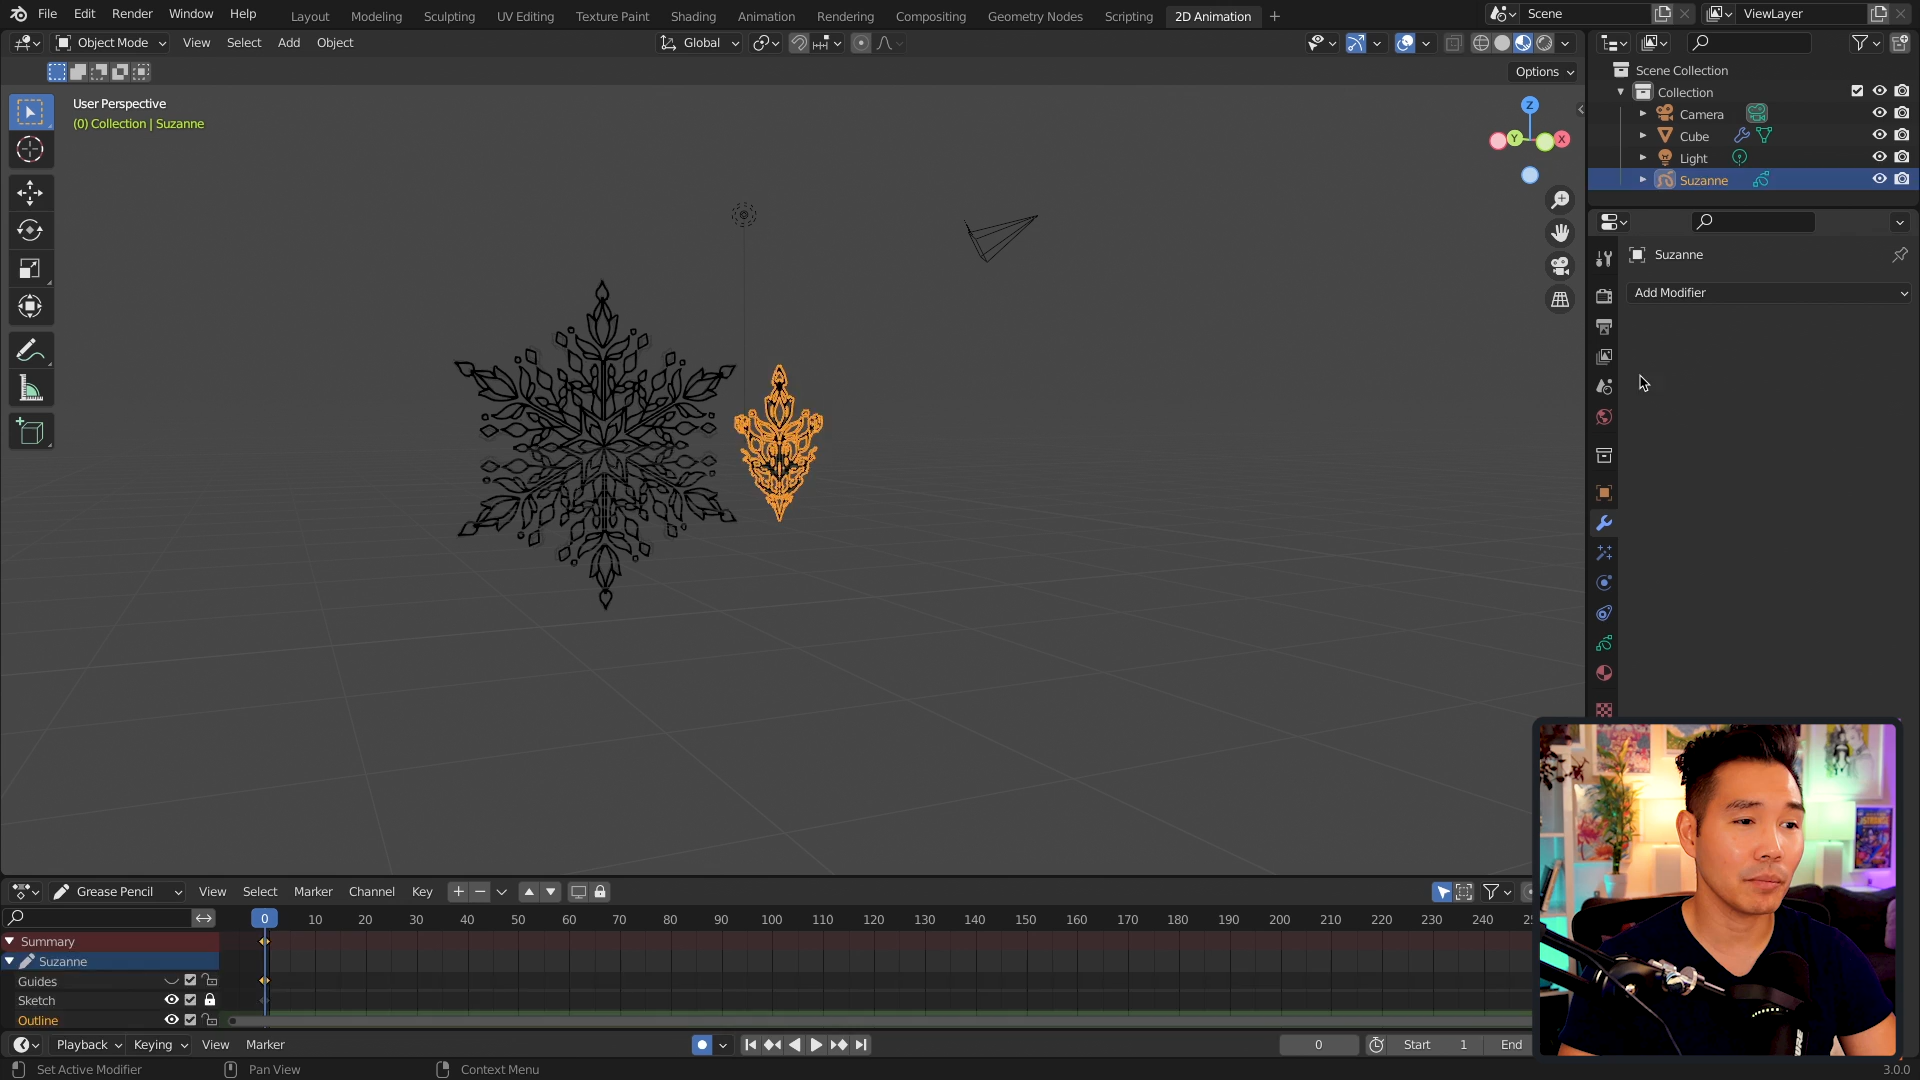 File Edit Render Window Help Layout Modeling Sculpting UV Editing Texture Paint Shading Animation Rendering Compositing Geometry Nodes Scripting 2D Animation + Scene ViewLayer
Object Mode View Select Add Object Global
Options
User Perspective
(0) Collection | Suzanne
Z
Y X
Scene Collection
Collection
Camera
Cube
Light
Suzanne
Suzanne
Add Modifier
Grease Pencil View Select Marker Channel Key
0 10 20 30 40 50 60 70 80 90 100 110 120 130 140 150 160 170 180 190 200 210 220 230 240
Summary
Suzanne
Guides
Sketch
Outline
Playback Keying View Marker 0 Start 1 End
Set Active Modifier Pan View Context Menu 3.0.0